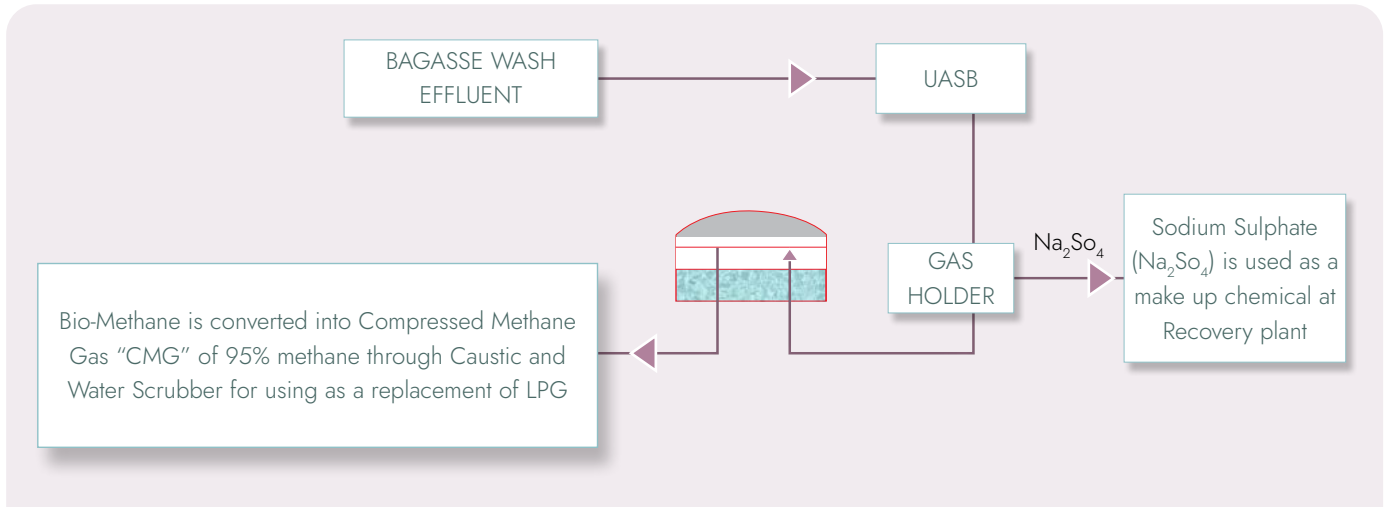 BAGASSE WASH
EFFLUENT
UASB
GAS
HOLDER
Na₂So₄
Sodium Sulphate
(Na₂So₄) is used as a
make up chemical at
Recovery plant
Bio-Methane is converted into Compressed Methane
Gas “CMG” of 95% methane through Caustic and
Water Scrubber for using as a replacement of LPG